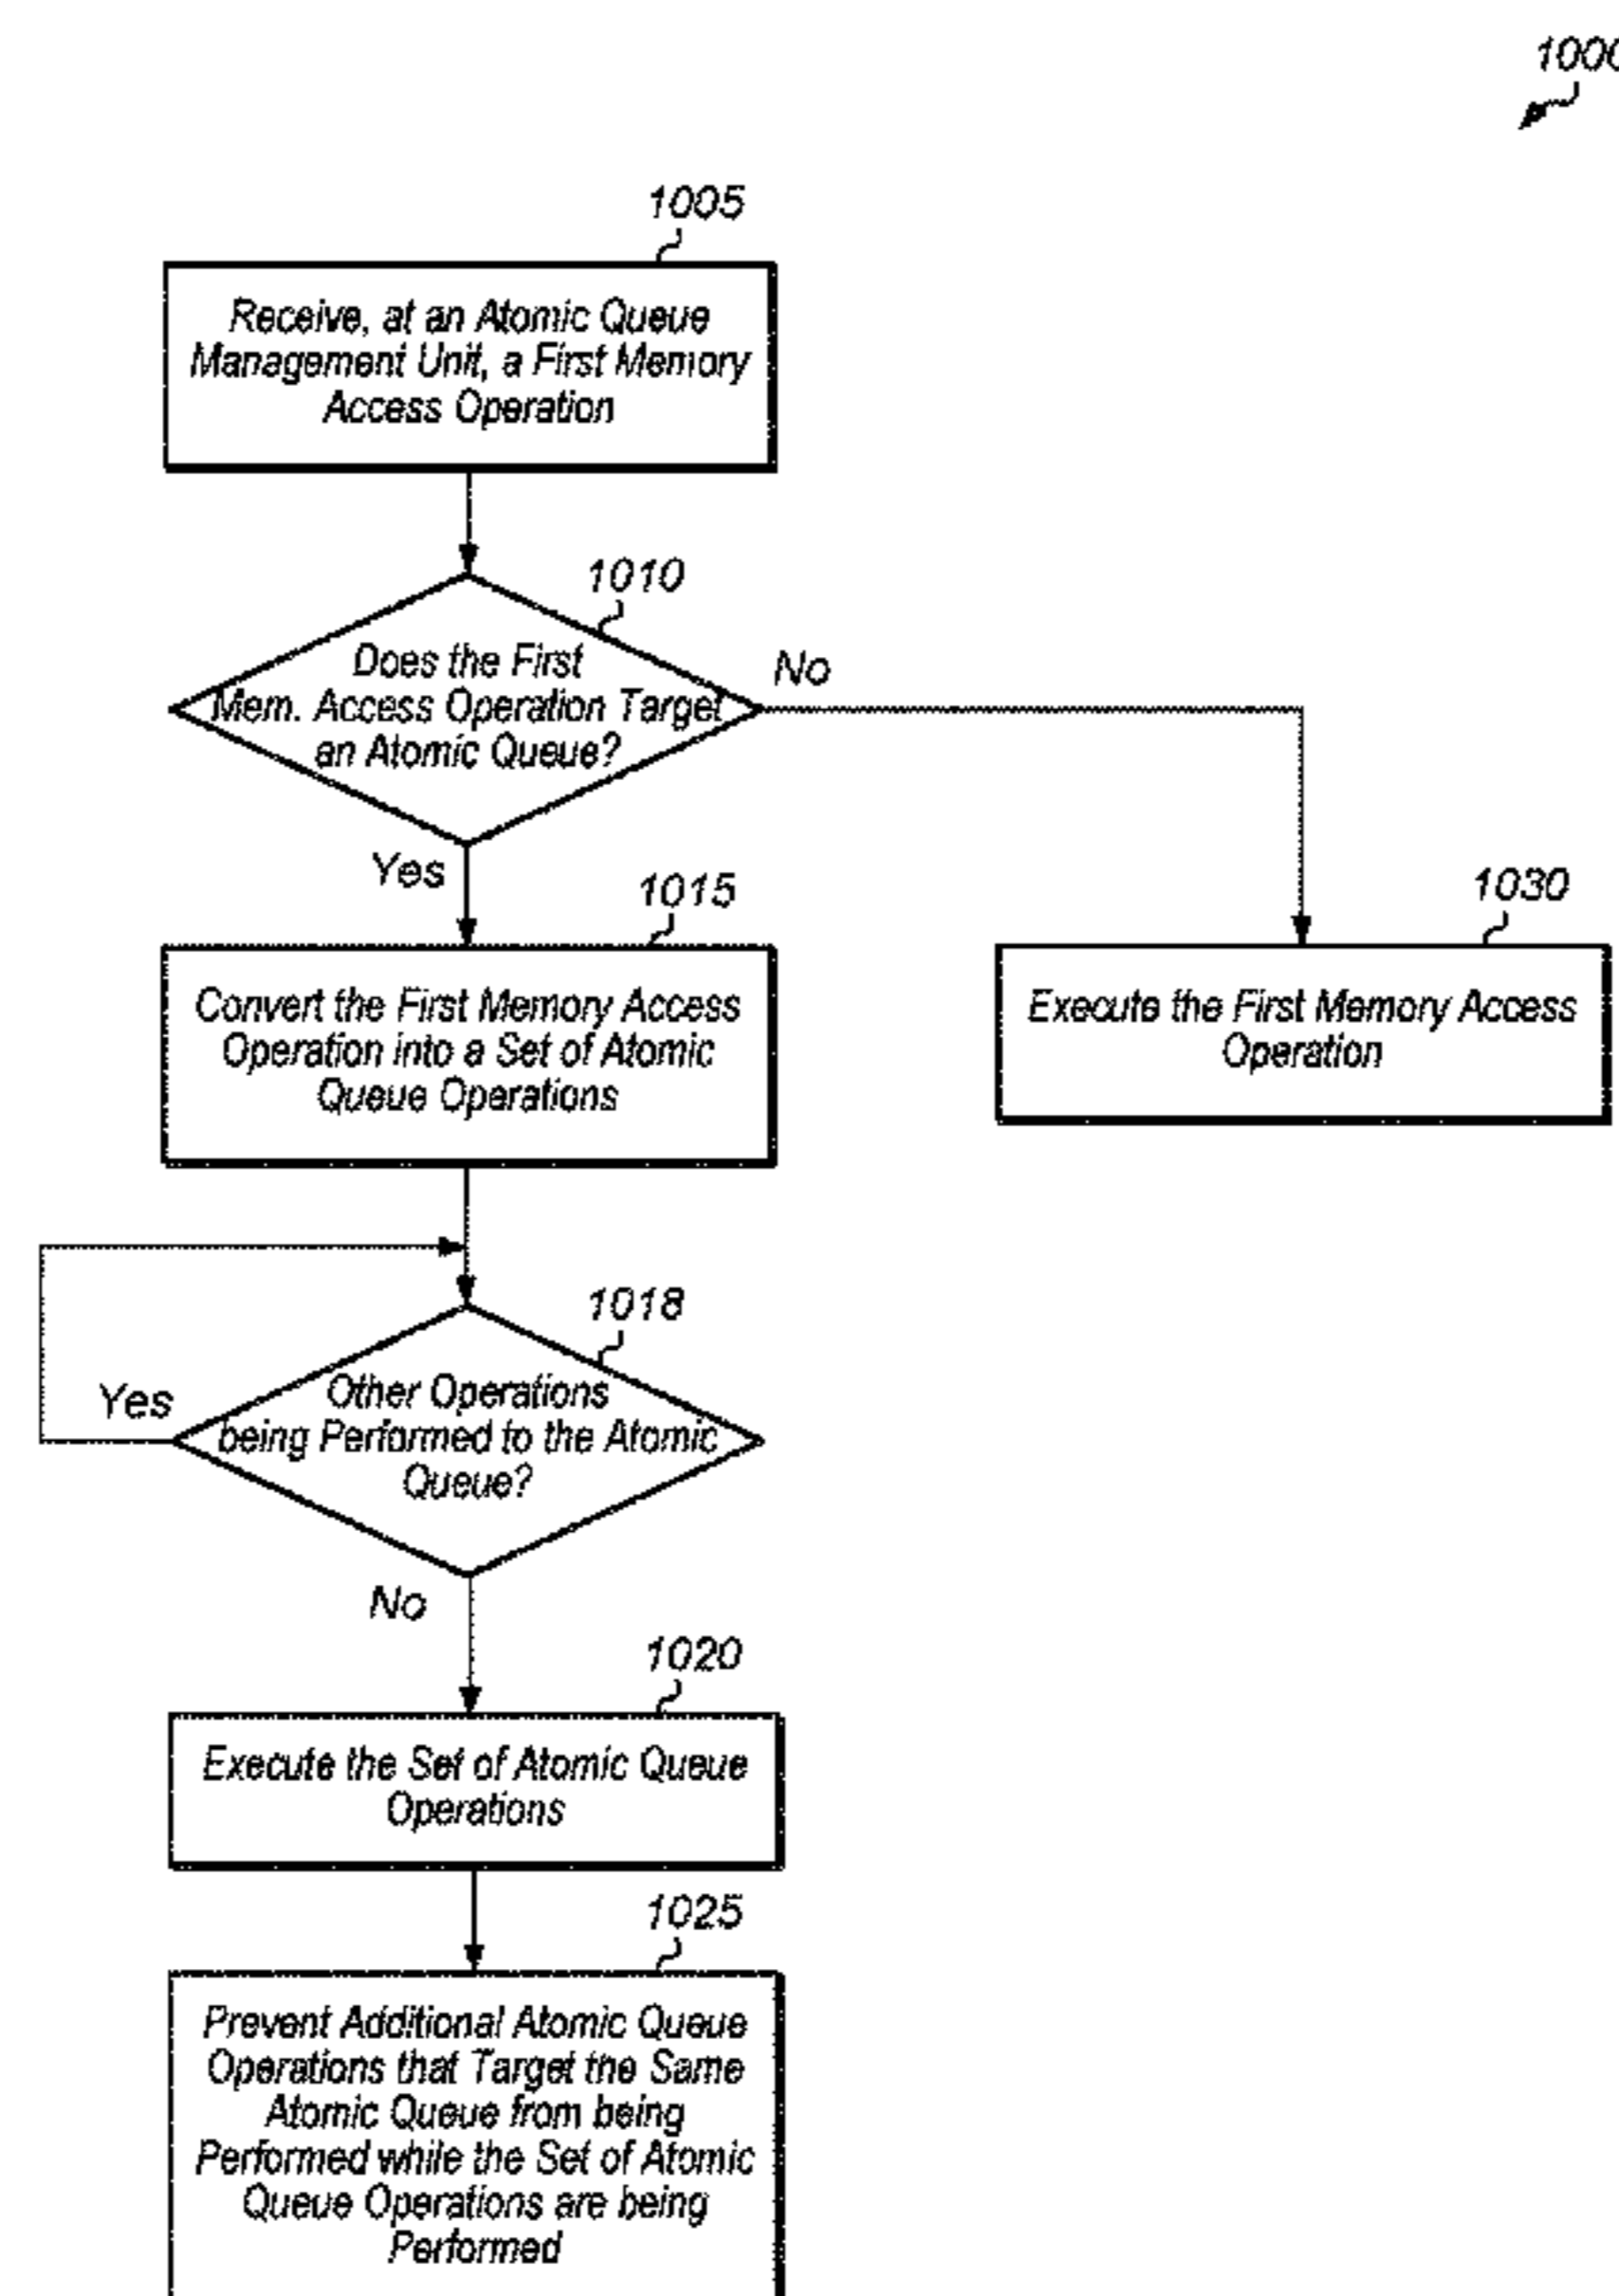 1000
1005
Receive, at an Atomic Queue
Management Unit, a First Memory
Access Operation
1010
Does the First
Mem. Access Operation Target
an Atomic Queue?
No
Yes
1015
Convert the First Memory Access
Operation into a Set of Atomic
Queue Operations
1030
Execute the First Memory Access
Operation
1018
Other Operations
being Performed to the Atomic
Queue?
Yes
No
1020
Execute the Set of Atomic Queue
Operations
1025
Prevent Additional Atomic Queue
Operations that Target the Same
Atomic Queue from being
Performed while the Set of Atomic
Queue Operations are being
Performed